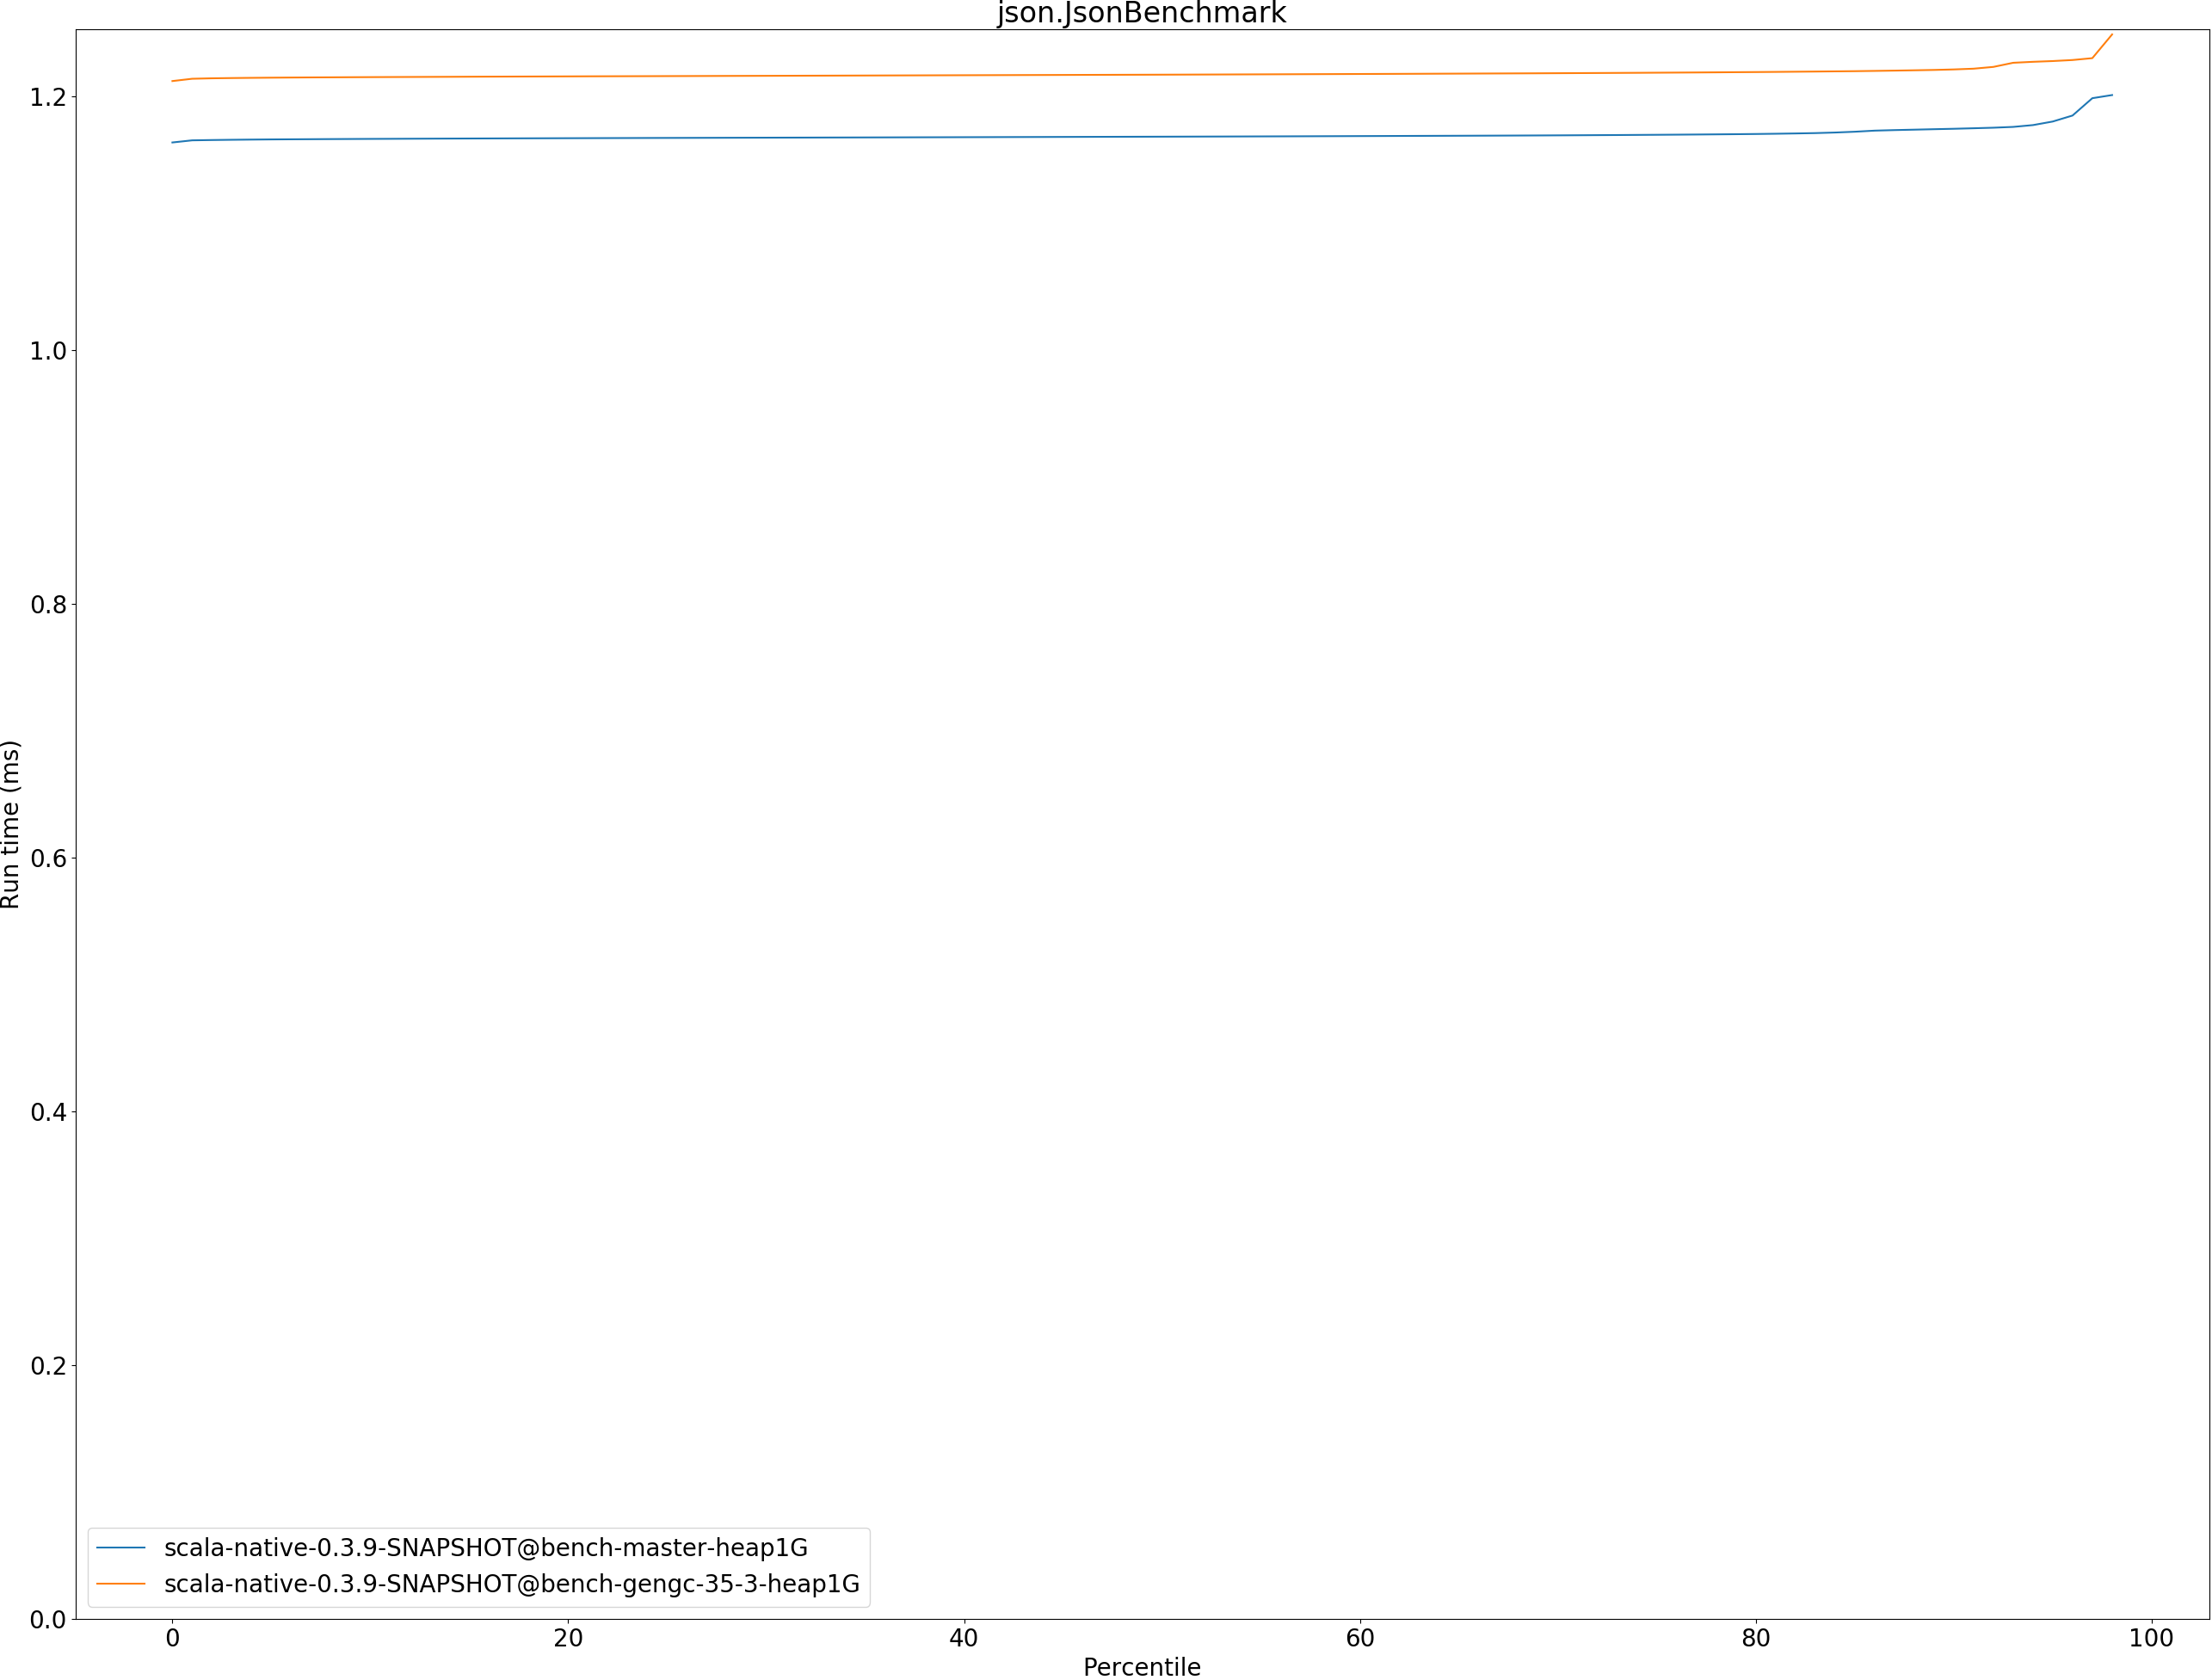 json.JsonBenchmark
1.2
1.0
0.8
0.6
0.4
0.2
0.0
Run time (ms)
scala-native-0.3.9-SNAPSHOT@bench-master-heap1G
scala-native-0.3.9-SNAPSHOT@bench-gengc-35-3-heap1G
0 20 40 60 80 100
Percentile